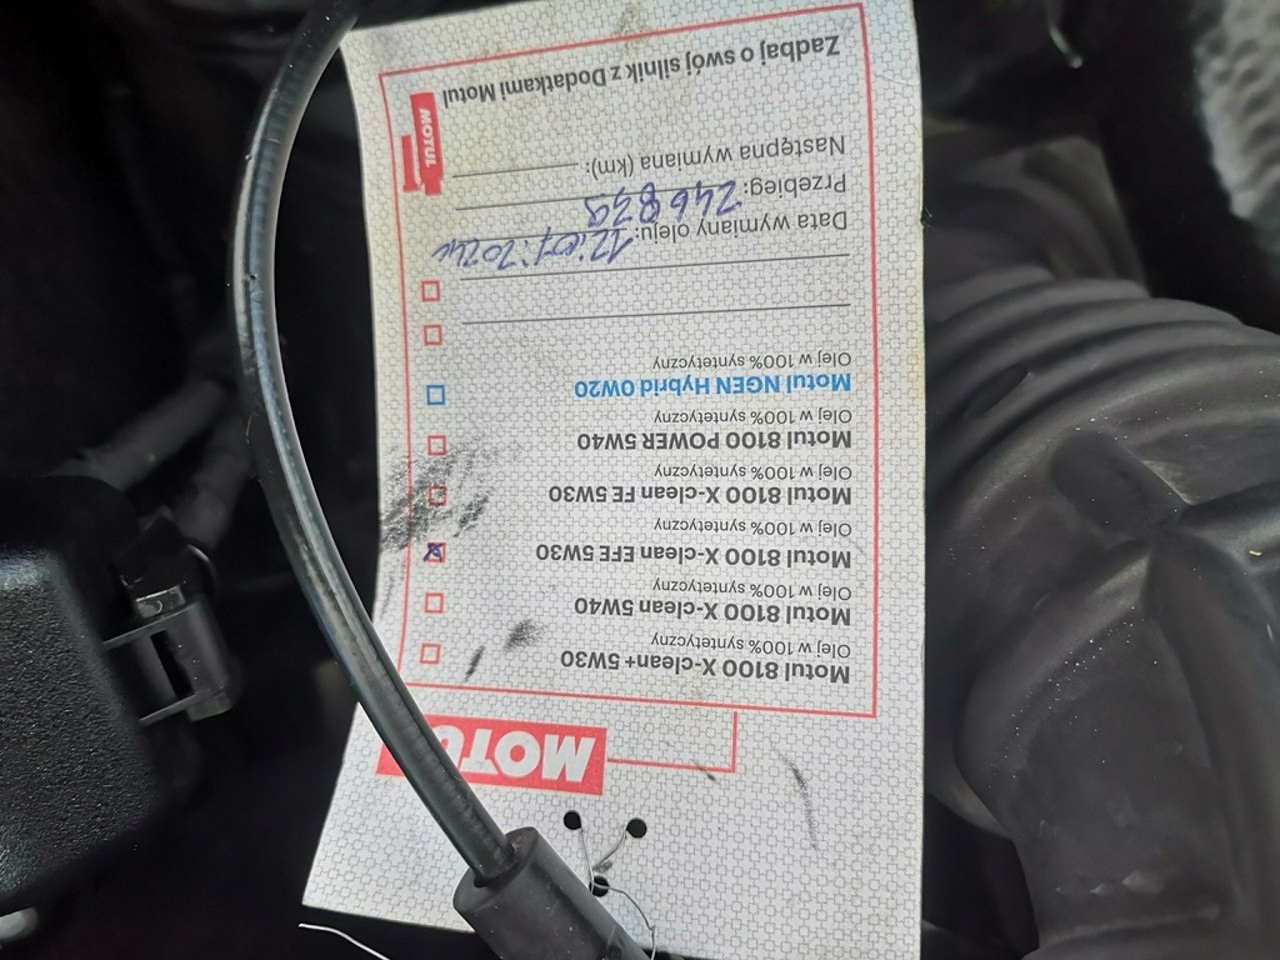 MOTUL
Motul 8100 X-clean+ 5W30
Olej w 100% syntetyczny
Motul 8100 X-clean 5W40
Olej w 100% syntetyczny
Motul 8100 X-clean EFE 5W30
Olej w 100% syntetyczny
Motul 8100 X-clean FE 5W30
Olej w 100% syntetyczny
Motul 8100 POWER 5W40
Olej w 100% syntetyczny
Motul NGEN Hybrid 0W20
Olej w 100% syntetyczny
Data wymiany oleju: 12.07.2024r
Przebieg: 246879
Następna wymiana (km):
Zadbaj o swój silnik z Dodatkami Motul
MOTUL